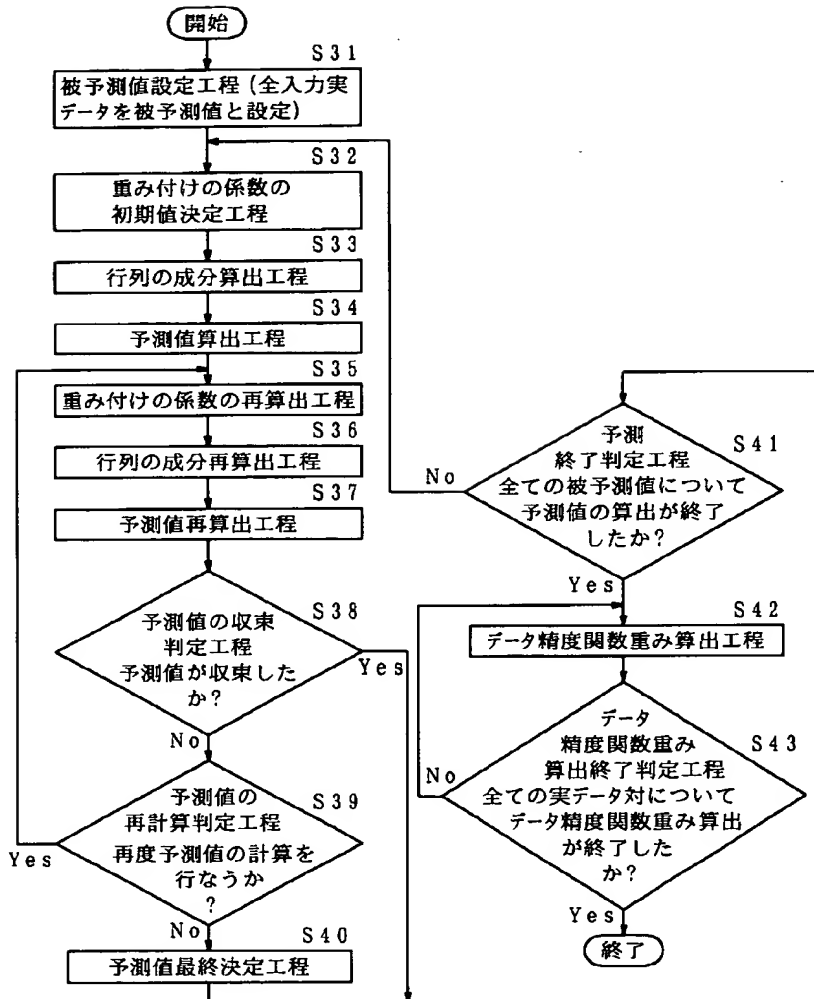 開始
S31
被予測値設定工程(全入力実
データを被予測値と設定)
S32
重み付けの係数の
初期値決定工程
S33
行列の成分算出工程
S34
予測値算出工程
S35
重み付けの係数の再算出工程
S36
行列の成分再算出工程
S37
予測値再算出工程
S38
予測値の収束
判定工程
予測値が収束した
か?
Yes
No
S39
予測値の
再計算判定工程
再度予測値の計算を
行なうか
?
Yes
No
S40
予測値最終決定工程
S41
予測
終了判定工程
全ての被予測値について
予測値の算出が終了
したか?
No
Yes
S42
データ精度関数重み算出工程
S43
データ
精度関数重み
算出終了判定工程
全ての実データ対について
データ精度関数重み算出
が終了した
か?
No
Yes
終了